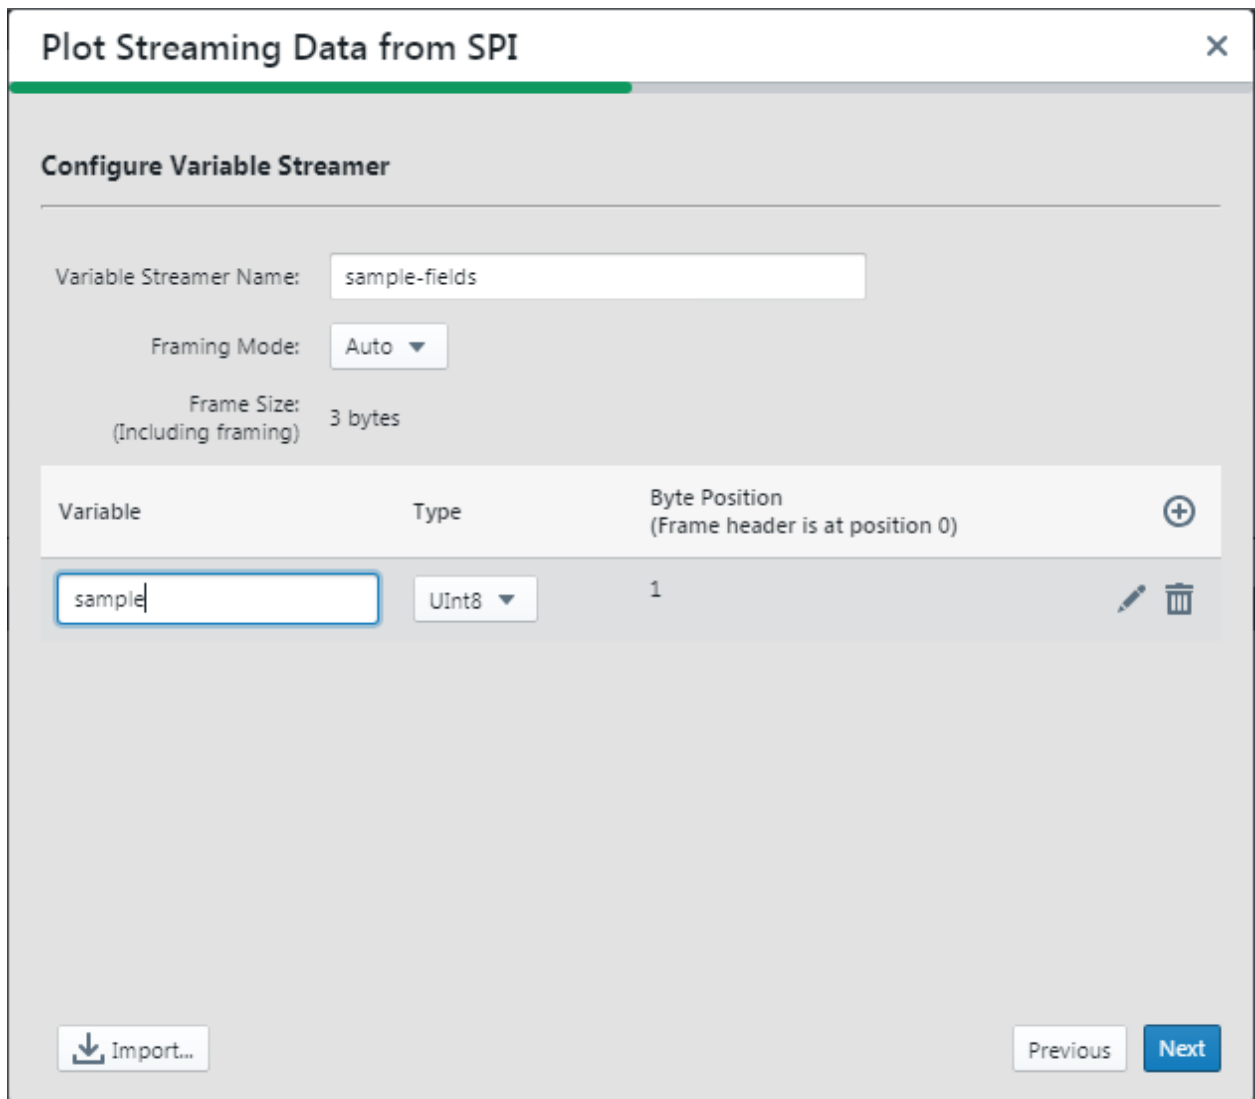 Plot Streaming Data from SPI
Configure Variable Streamer
Variable Streamer Name: sample-fields
Framing Mode: Auto
Frame Size:
(Including framing) 3 bytes
Variable Type Byte Position
(Frame header is at position 0)
sample UInt8 1
Import... Previous Next